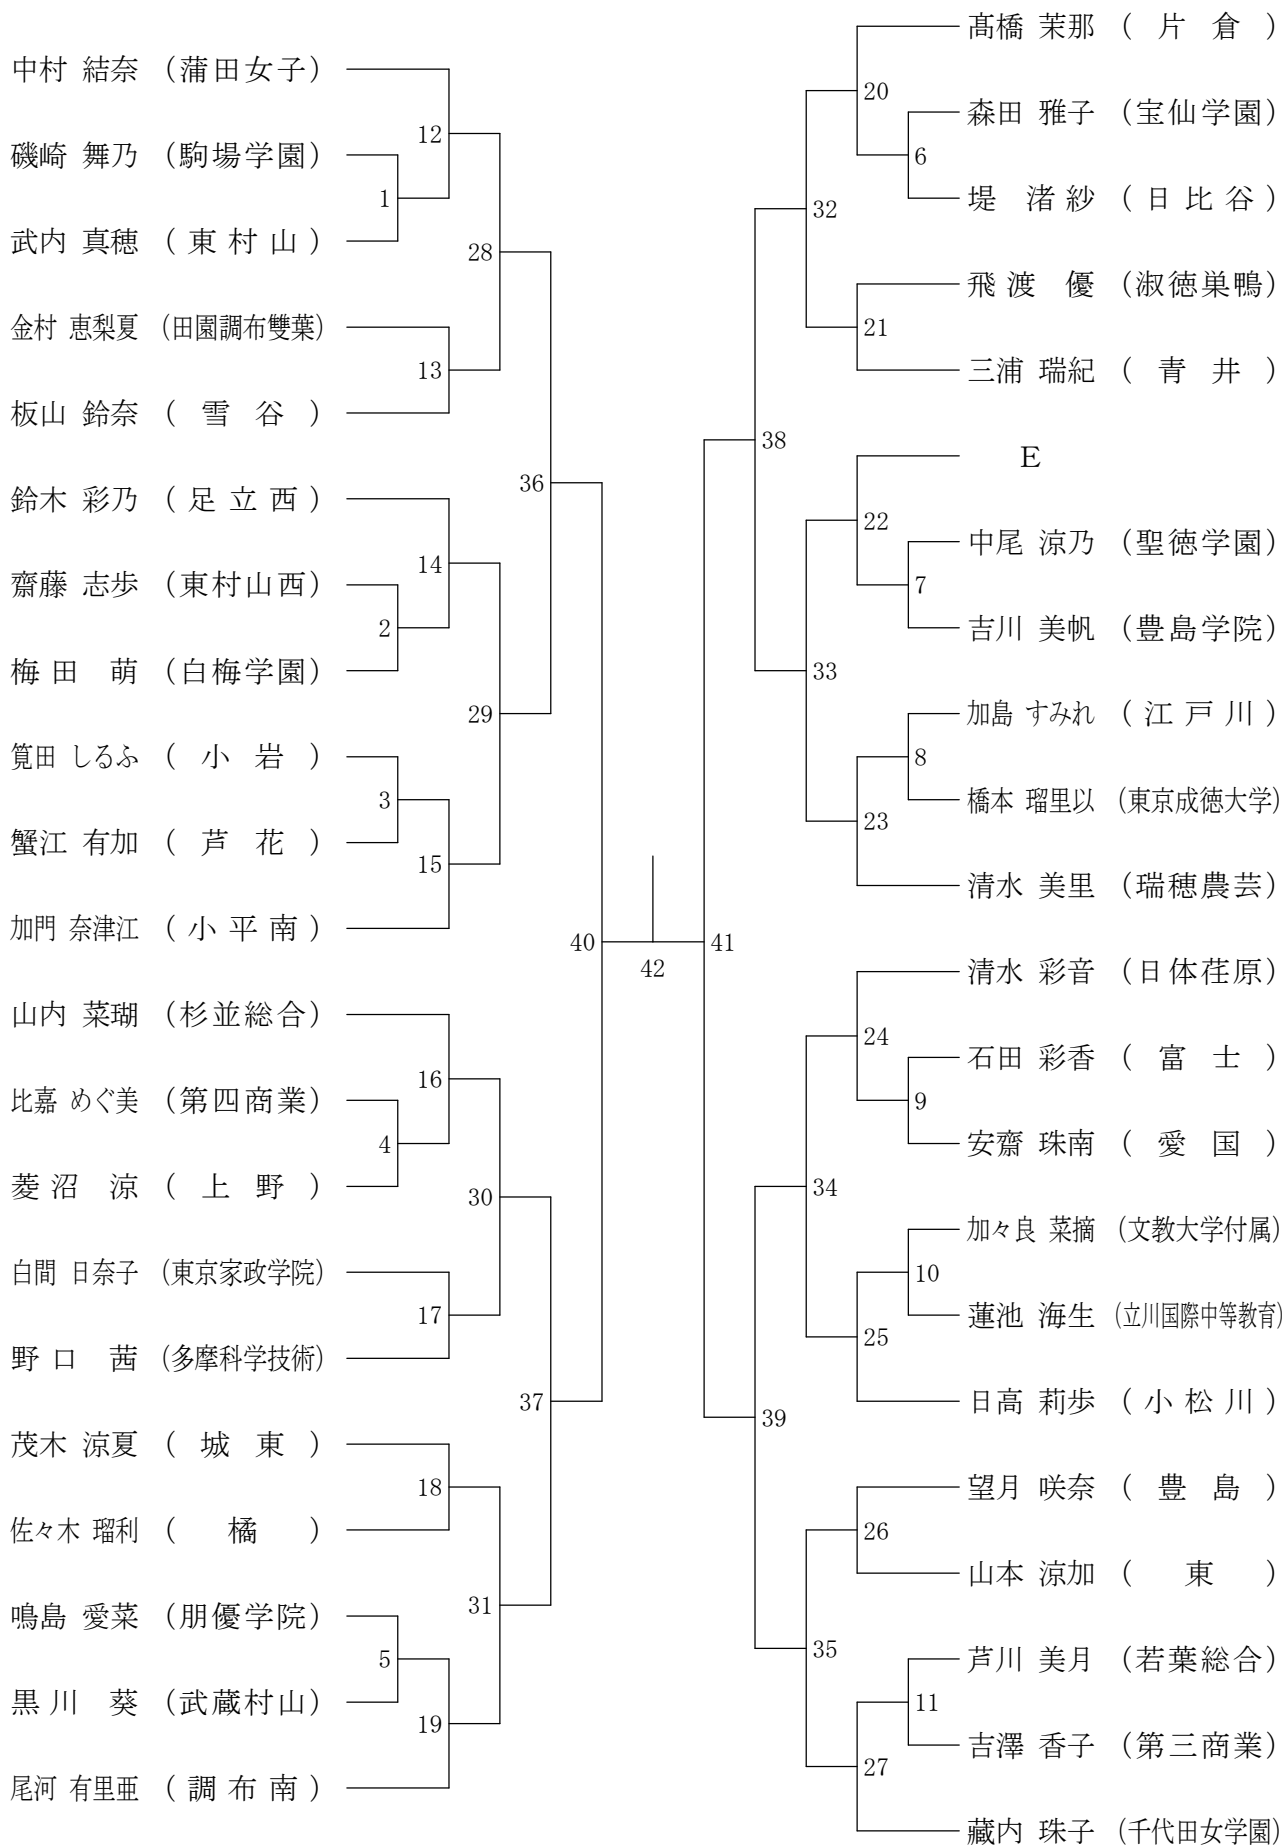 中村 結奈 (蒲田女子)
磯崎 舞乃 (駒場学園)
武内 真穂 (東村山)
金村 恵梨夏 (田園調布雙葉)
板山 鈴奈 (雪谷)
鈴木 彩乃 (足立西)
齋藤 志歩 (東村山西)
梅田 萌 (白梅学園)
筧田 しるふ (小岩)
蟹江 有加 (芦花)
加門 奈津江 (小平南)
山内 菜瑚 (杉並総合)
比嘉 めぐ美 (第四商業)
菱沼 涼 (上野)
白間 日奈子 (東京家政学院)
野口 茜 (多摩科学技術)
茂木 涼夏 (城東)
佐々木 瑠利 (橘)
鳴島 愛菜 (朋優学院)
黒川 葵 (武蔵村山)
尾河 有里亜 (調布南)
1
2
3
4
5
12
13
14
15
16
17
18
19
28
29
30
31
36
37
40
42
41
38
39
32
33
34
35
20
21
22
23
24
25
26
27
6
7
8
9
10
11
髙橋 茉那 (片倉)
森田 雅子 (宝仙学園)
堤 渚紗 (日比谷)
飛渡 優 (淑徳巣鴨)
三浦 瑞紀 (青井)
E
中尾 涼乃 (聖徳学園)
吉川 美帆 (豊島学院)
加島 すみれ (江戸川)
橋本 瑠里以 (東京成徳大学)
清水 美里 (瑞穂農芸)
清水 彩音 (日体荏原)
石田 彩香 (富士)
安齋 珠南 (愛国)
加々良 菜摘 (文教大学付属)
蓮池 海生 (立川国際中等教育)
日高 莉歩 (小松川)
望月 咲奈 (豊島)
山本 涼加 (東)
芦川 美月 (若葉総合)
吉澤 香子 (第三商業)
藏内 珠子 (千代田女学園)